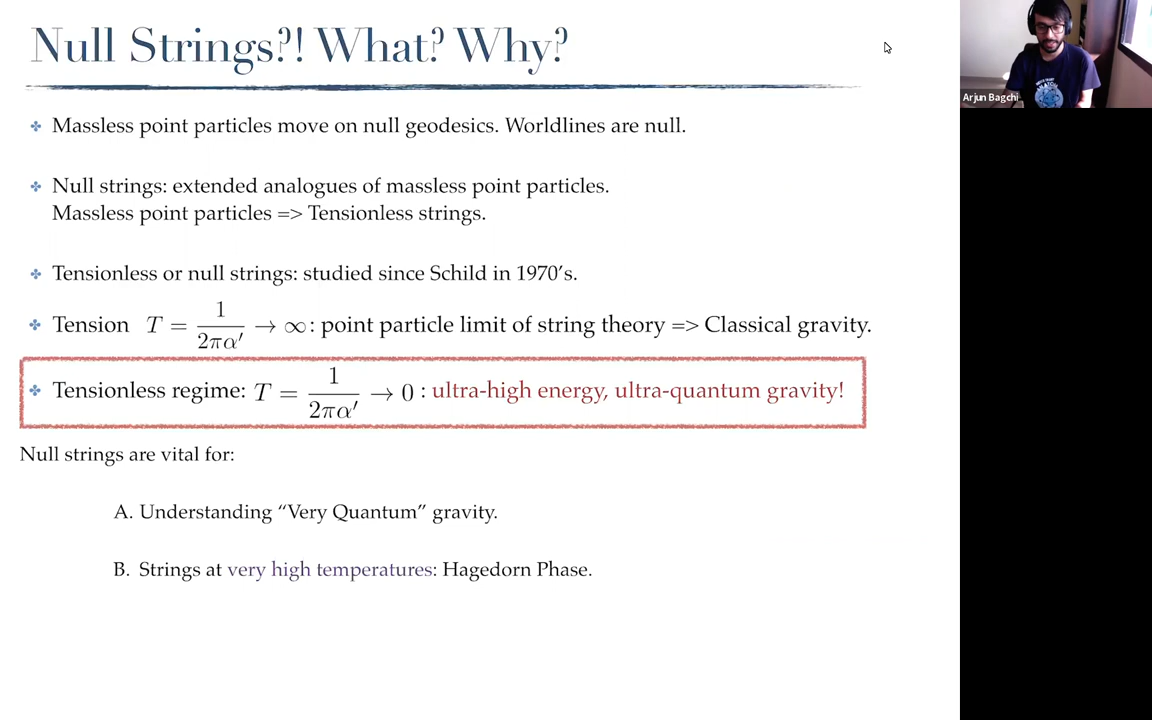 Null Strings?! What? Why?
Arjun Bagchi
❖ Massless point particles move on null geodesics. Worldlines are null.
❖ Null strings: extended analogues of massless point particles.
Massless point particles => Tensionless strings.
❖ Tensionless or null strings: studied since Schild in 1970's.
❖ Tension T = 1/2πα′ → ∞: point particle limit of string theory => Classical gravity.
❖ Tensionless regime: T = 1/2πα′ → 0 : ultra-high energy, ultra-quantum gravity!
Null strings are vital for:
A. Understanding “Very Quantum” gravity.
B. Strings at very high temperatures: Hagedorn Phase.